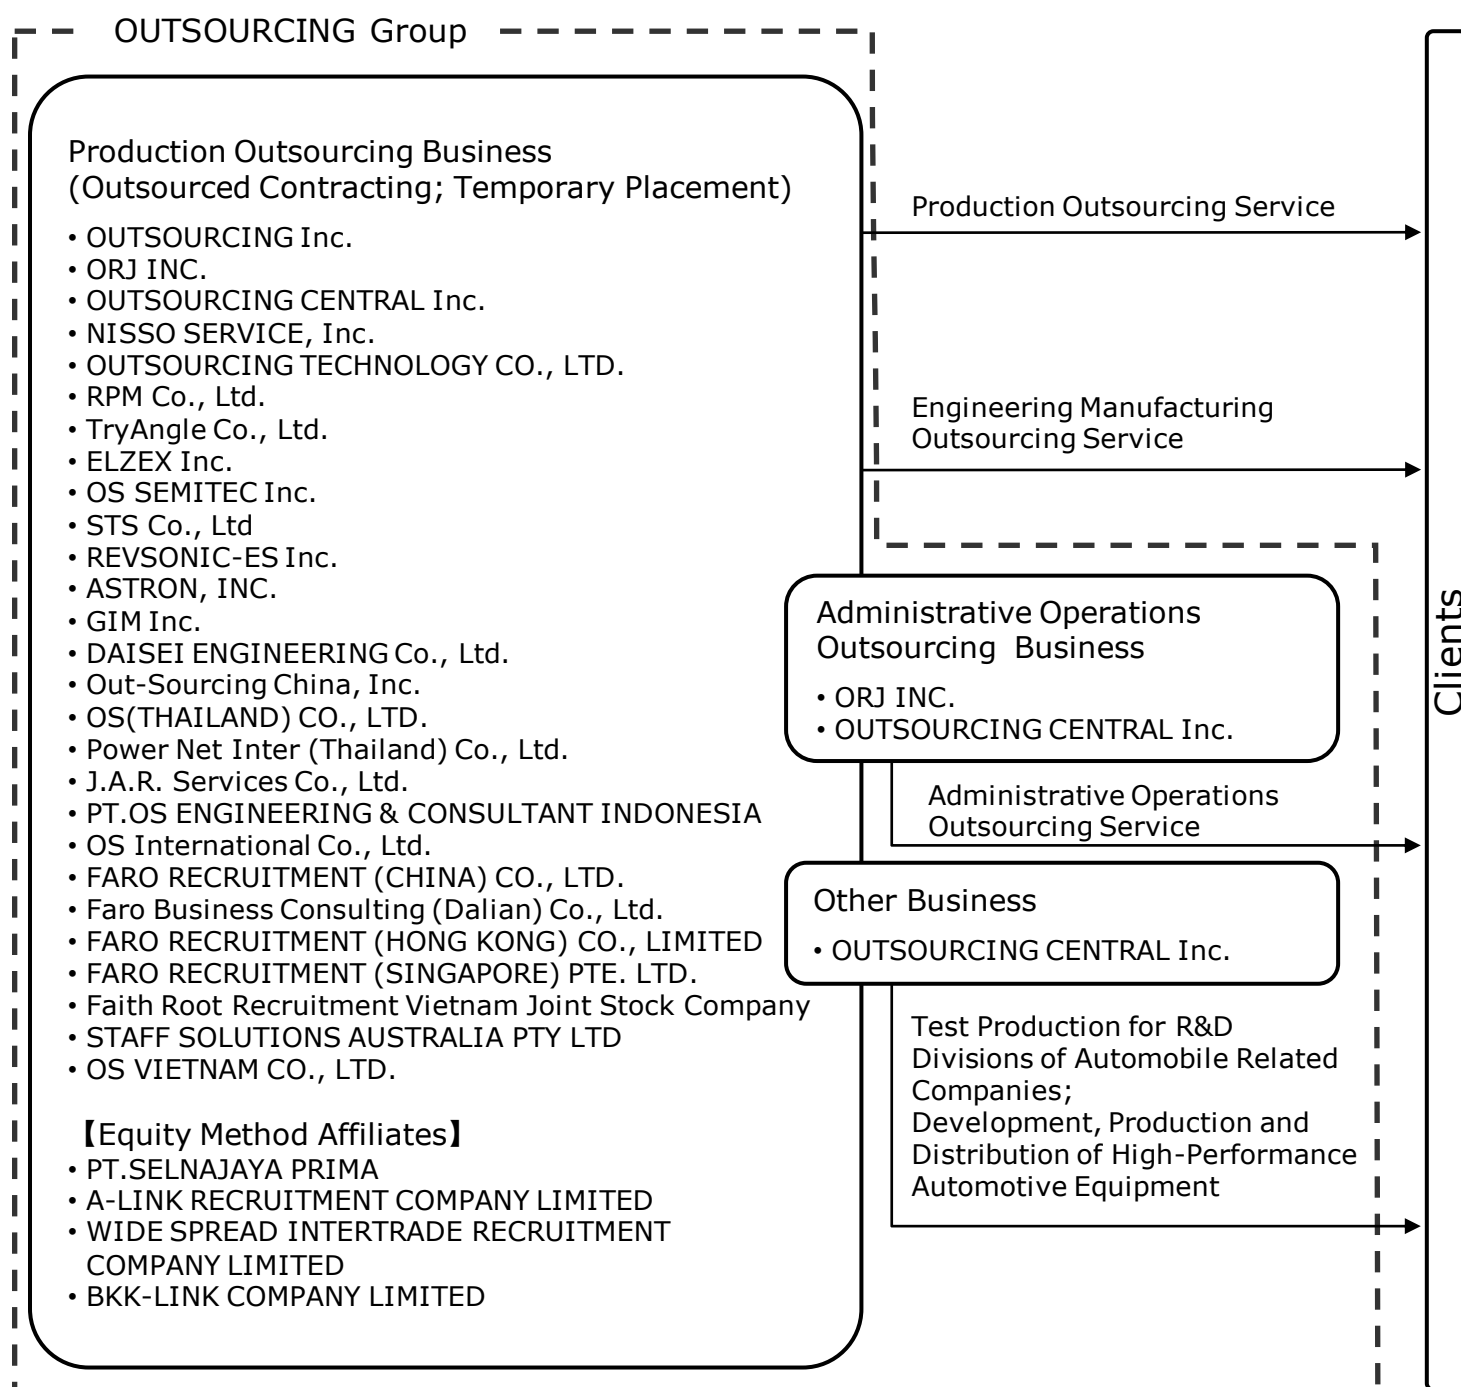 OUTSOURCING Group
Production Outsourcing Business
(Outsourced Contracting; Temporary Placement)
• OUTSOURCING Inc.
• ORJ INC.
• OUTSOURCING CENTRAL Inc.
• NISSO SERVICE, Inc.
• OUTSOURCING TECHNOLOGY CO., LTD.
• RPM Co., Ltd.
• TryAngle Co., Ltd.
• ELZEX Inc.
• OS SEMITEC Inc.
• STS Co., Ltd
• REVSONIC-ES Inc.
• ASTRON, INC.
• GIM Inc.
• DAISEI ENGINEERING Co., Ltd.
• Out-Sourcing China, Inc.
• OS(THAILAND) CO., LTD.
• Power Net Inter (Thailand) Co., Ltd.
• J.A.R. Services Co., Ltd.
• PT.OS ENGINEERING & CONSULTANT INDONESIA
• OS International Co., Ltd.
• FARO RECRUITMENT (CHINA) CO., LTD.
• Faro Business Consulting (Dalian) Co., Ltd.
• FARO RECRUITMENT (HONG KONG) CO., LIMITED
• FARO RECRUITMENT (SINGAPORE) PTE. LTD.
• Faith Root Recruitment Vietnam Joint Stock Company
• STAFF SOLUTIONS AUSTRALIA PTY LTD
• OS VIETNAM CO., LTD.
【Equity Method Affiliates】
• PT.SELNAJAYA PRIMA
• A-LINK RECRUITMENT COMPANY LIMITED
• WIDE SPREAD INTERTRADE RECRUITMENT
COMPANY LIMITED
• BKK-LINK COMPANY LIMITED
Production Outsourcing Service
Engineering Manufacturing
Outsourcing Service
Administrative Operations
Outsourcing Business
• ORJ INC.
• OUTSOURCING CENTRAL Inc.
Administrative Operations
Outsourcing Service
Other Business
• OUTSOURCING CENTRAL Inc.
Test Production for R&D
Divisions of Automobile Related
Companies;
Development, Production and
Distribution of High-Performance
Automotive Equipment
Clients